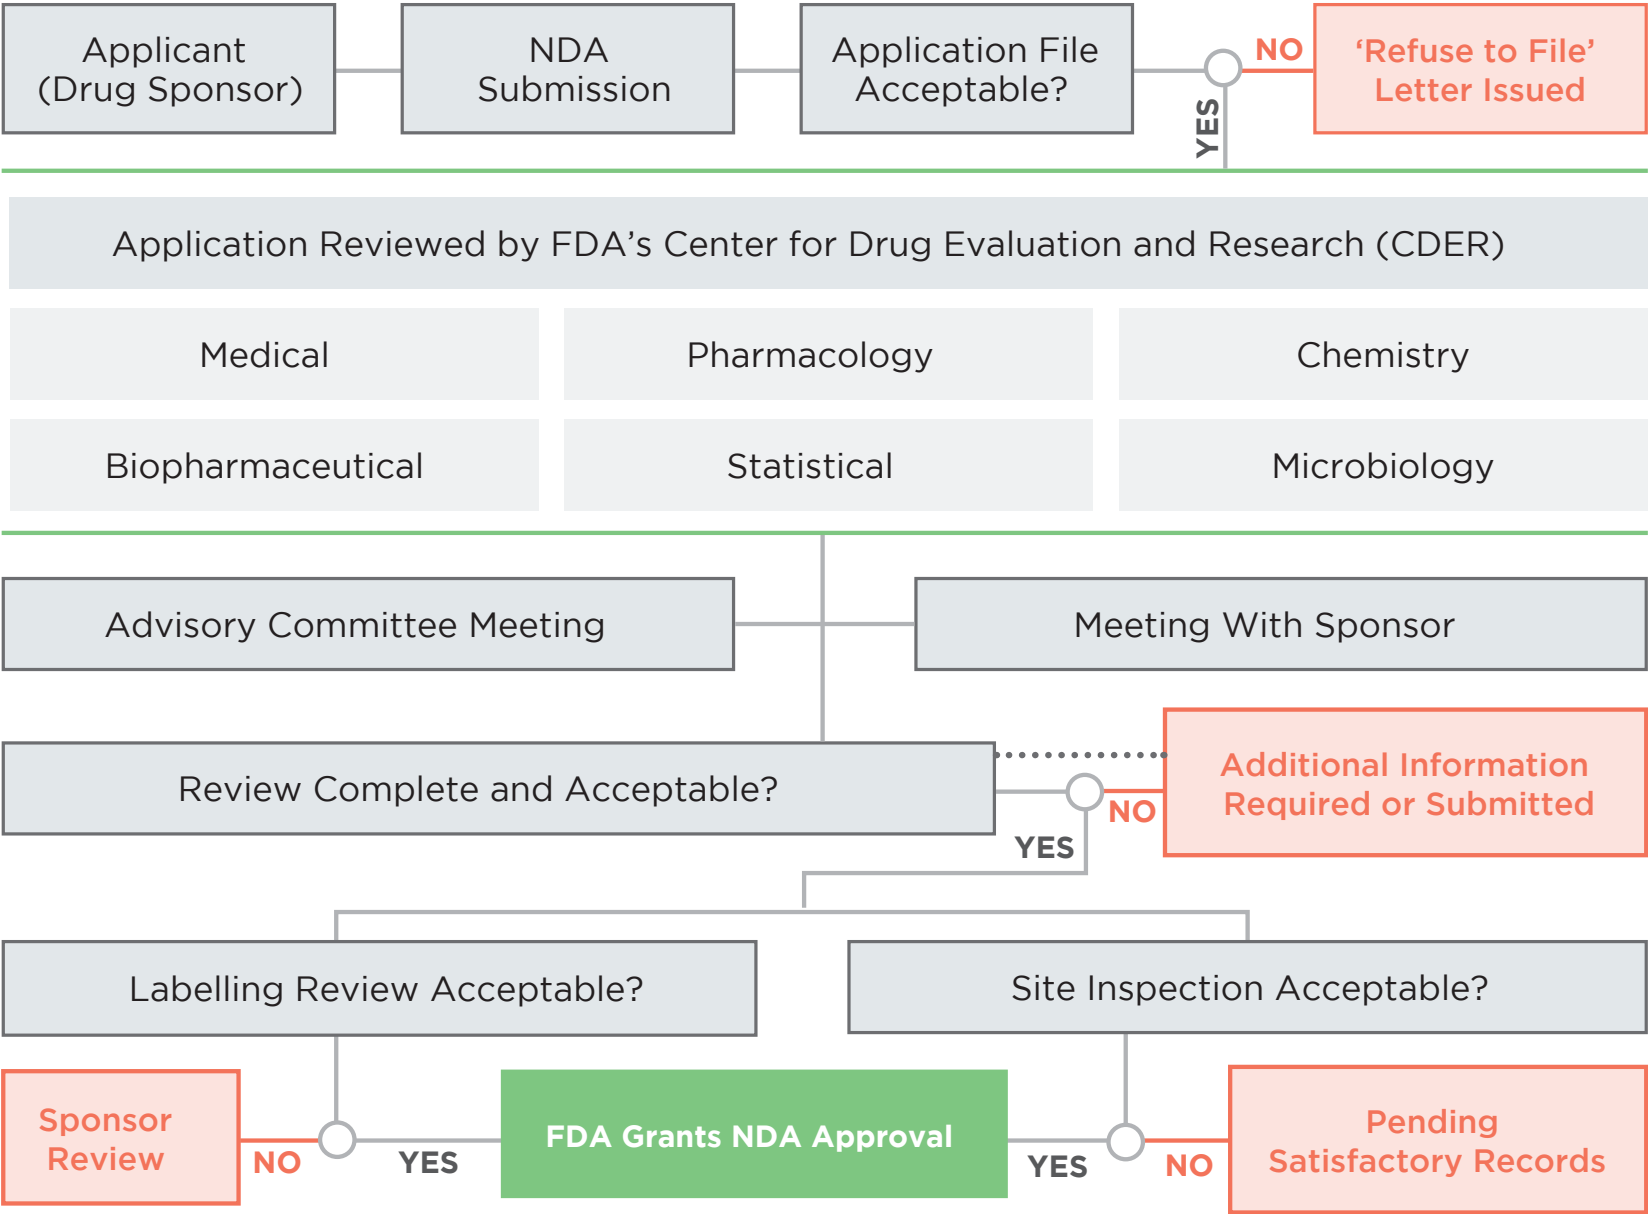 Applicant
(Drug Sponsor)
NDA
Submission
Application File
Acceptable?
NO
YES
‘Refuse to File’
Letter Issued
Application Reviewed by FDA’s Center for Drug Evaluation and Research (CDER)
Medical
Pharmacology
Chemistry
Biopharmaceutical
Statistical
Microbiology
Advisory Committee Meeting
Meeting With Sponsor
Review Complete and Acceptable?
NO
YES
Additional Information
Required or Submitted
Labelling Review Acceptable?
Site Inspection Acceptable?
Sponsor
Review
NO
YES
FDA Grants NDA Approval
YES
NO
Pending
Satisfactory Records